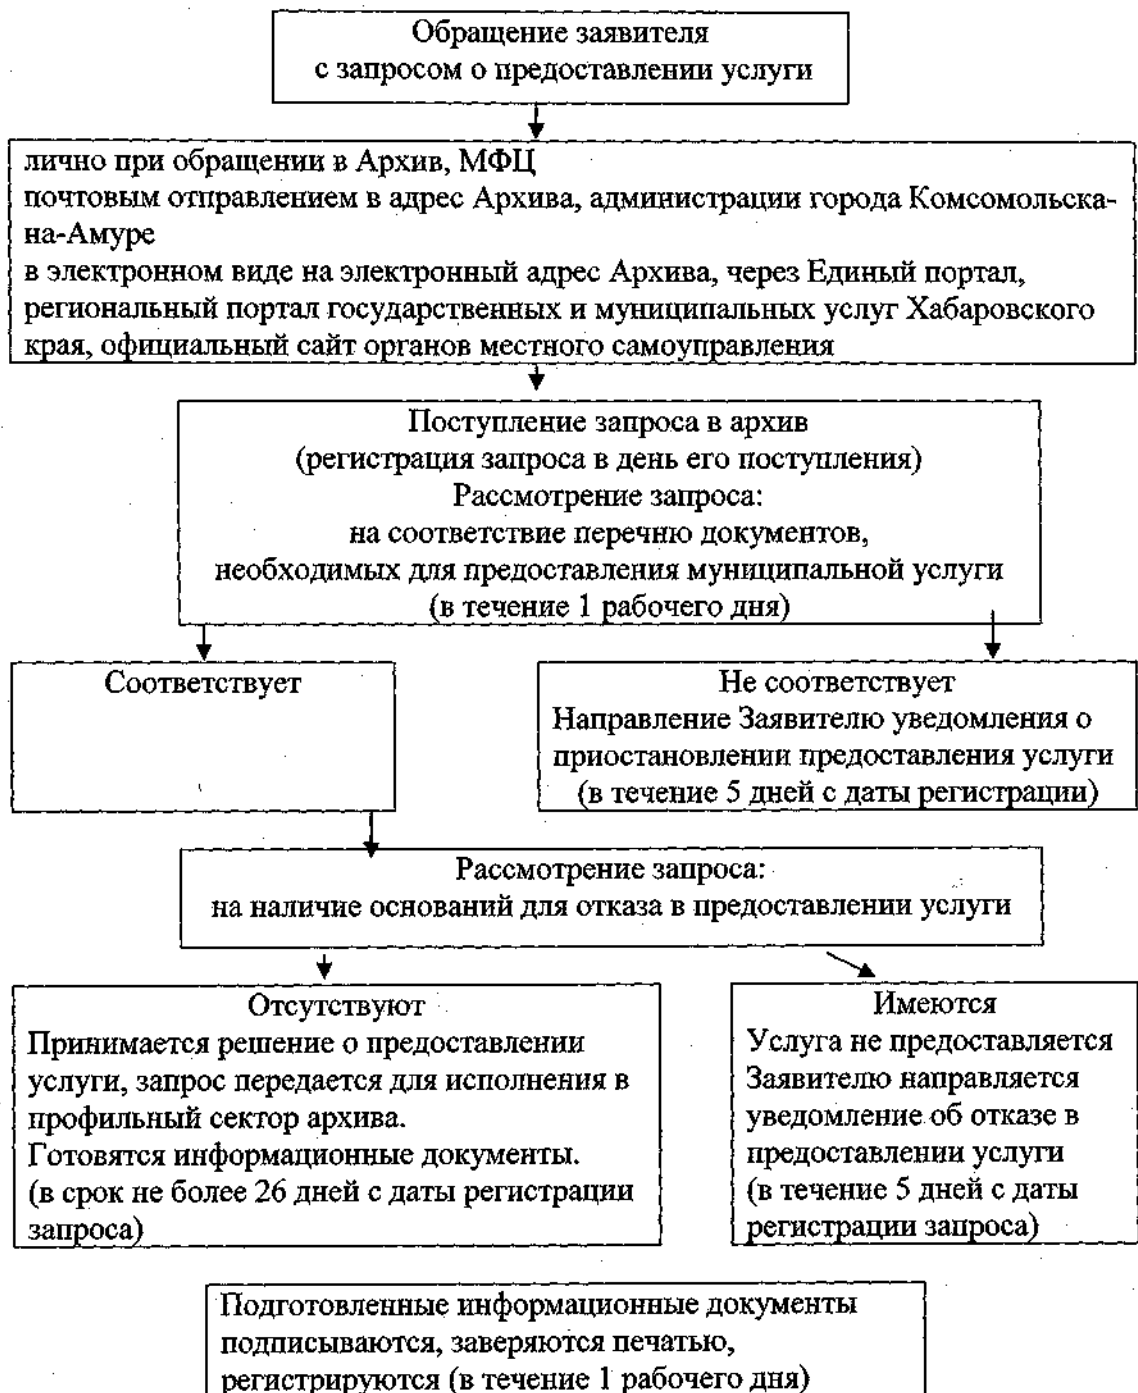 Обращение заявителя
с запросом о предоставлении услуги
лично при обращении в Архив, МФЦ
почтовым отправлением в адрес Архива, администрации города Комсомольска-
на-Амуре
в электронном виде на электронный адрес Архива, через Единый портал,
региональный портал государственных и муниципальных услуг Хабаровского
края, официальный сайт органов местного самоуправления
Поступление запроса в архив
(регистрация запроса в день его поступления)
Рассмотрение запроса:
на соответствие перечню документов,
необходимых для предоставления муниципальной услуги
(в течение 1 рабочего дня)
Соответствует
Не соответствует
Направление Заявителю уведомления о
приостановлении предоставления услуги
(в течение 5 дней с даты регистрации)
Рассмотрение запроса:
на наличие оснований для отказа в предоставлении услуги
Отсутствуют
Принимается решение о предоставлении
услуги, запрос передается для исполнения в
профильный сектор архива.
Готовятся информационные документы.
(в срок не более 26 дней с даты регистрации
запроса)
Имеются
Услуга не предоставляется
Заявителю направляется
уведомление об отказе в
предоставлении услуги
(в течение 5 дней с даты
регистрации запроса)
Подготовленные информационные документы
подписываются, заверяются печатью,
регистрируются (в течение 1 рабочего дня)